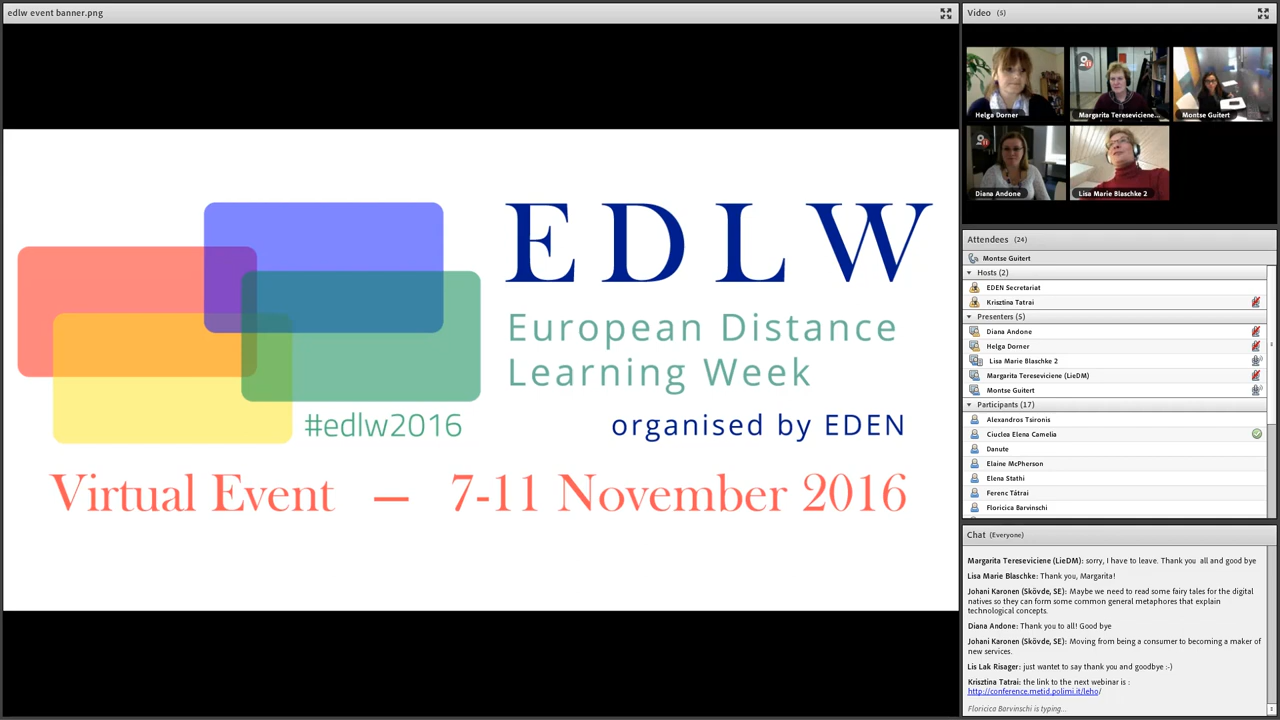 edlw event banner.png
E D L W
European Distance
Learning Week
#edlw2016
organised by EDEN
Virtual Event — 7-11 November 2016
Video (5)
Helga Dorner
Margarita Tereseviciene...
Montse Guitert
Diana Andone
Lisa Marie Blaschke 2
Attendees (24)
Montse Guitert
Hosts (2)
EDEN Secretariat
Krisztina Tatrai
Presenters (5)
Diana Andone
Helga Dorner
Lisa Marie Blaschke 2
Margarita Tereseviciene (LieDM)
Montse Guitert
Participants (17)
Alexandros Tsironis
Ciuclea Elena Camelia
Danute
Elaine McPherson
Elena Stathi
Ferenc Tátrai
Floricica Barvinschi
Chat (Everyone)
Margarita Tereseviciene (LieDM): sorry, I have to leave. Thank you all and good bye
Lisa Marie Blaschke: Thank you, Margarita!
Johani Karonen (Skövde, SE): Maybe we need to read some fairy tales for the digital
natives so they can form some common general metaphores that explain
technological concepts.
Diana Andone: Thank you to all! Good bye
Johani Karonen (Skövde, SE): Moving from being a consumer to becoming a maker of
new services.
Lis Lak Risager: just wantet to say thank you and goodbye :-)
Krisztina Tatrai: the link to the next webinar is :
http://conference.metid.polimi.it/leho/
Floricica Barvinschi is typing...